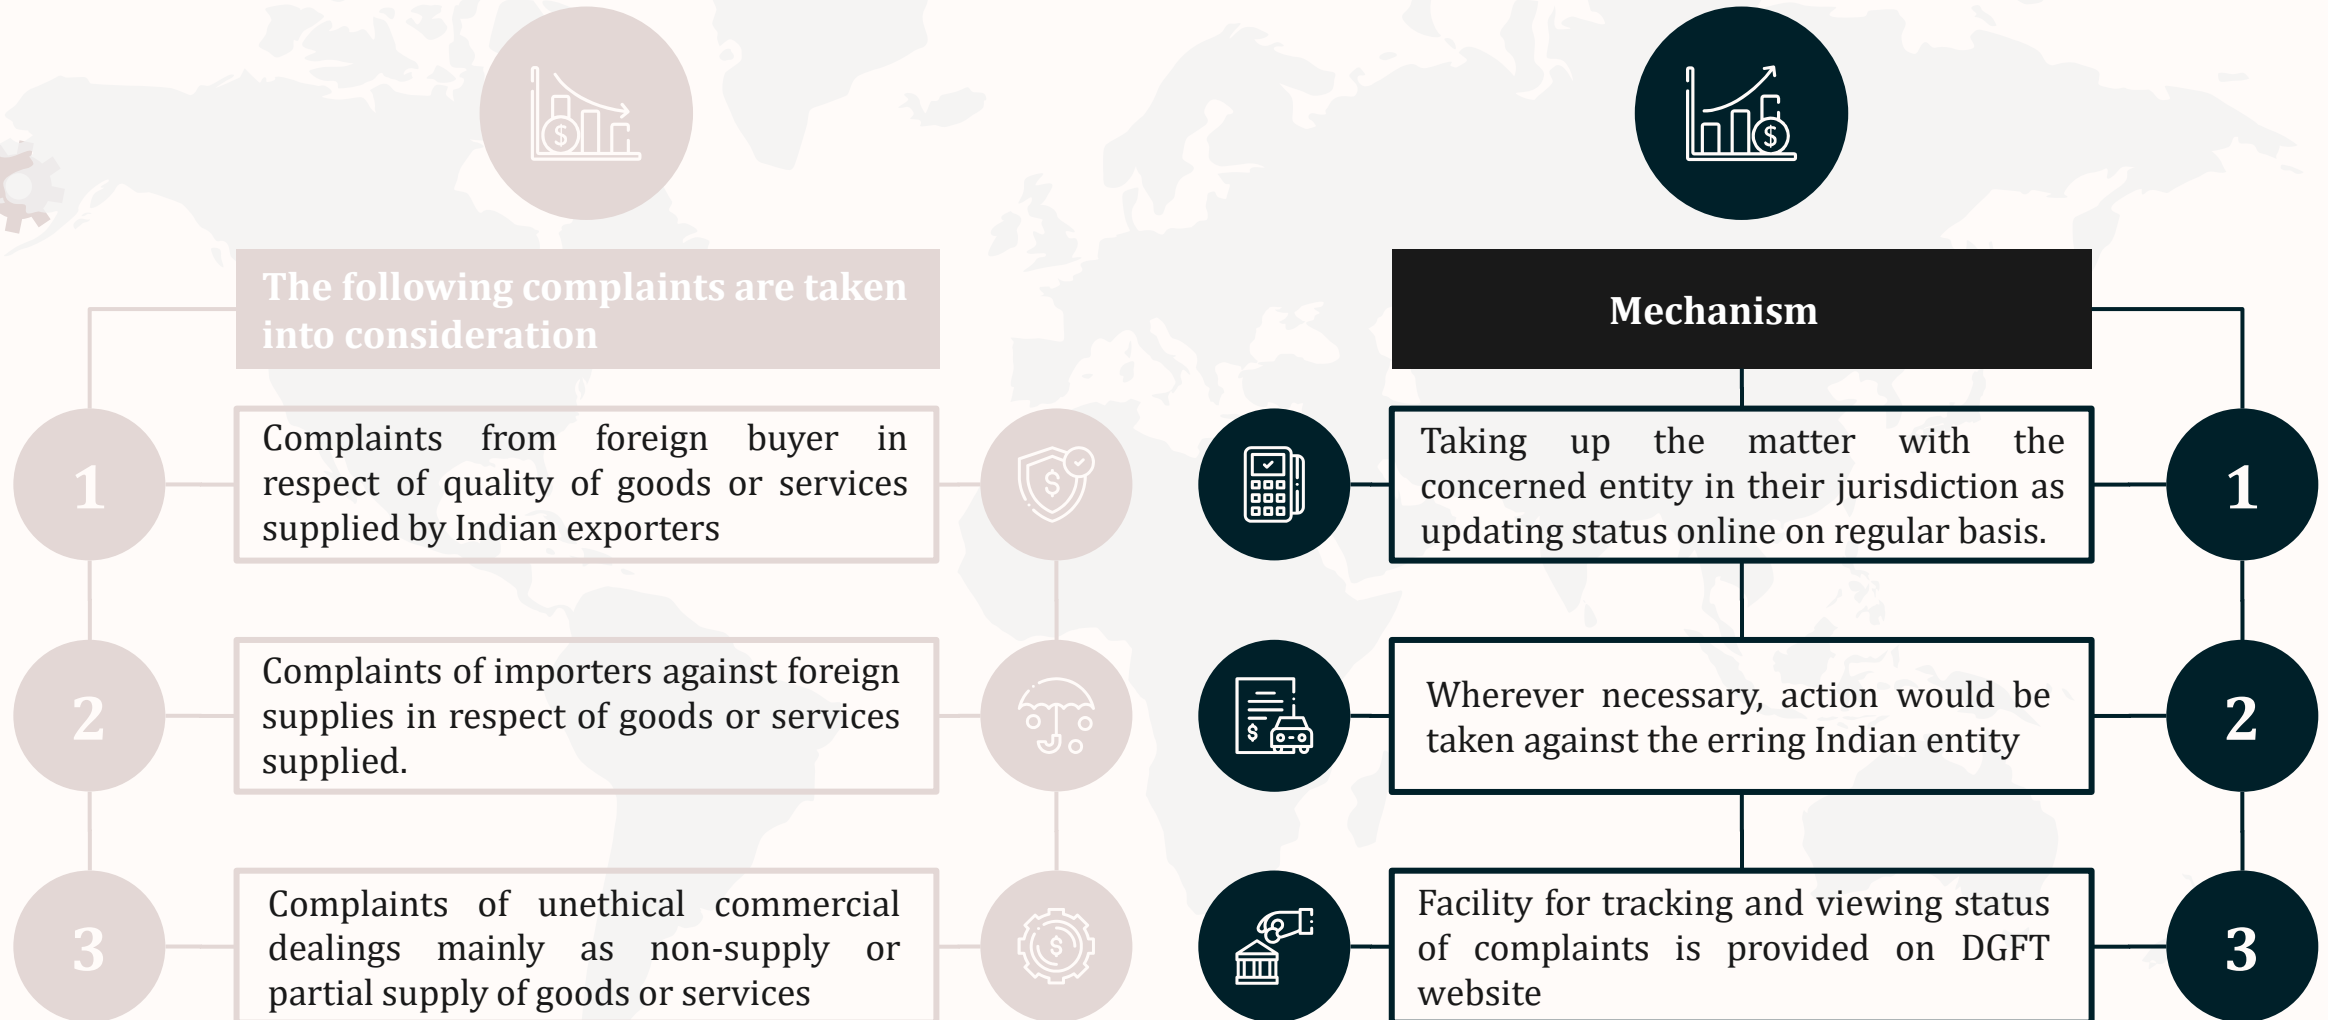 The following complaints are taken
into consideration
1
Complaints from foreign buyer in
respect of quality of goods or services
supplied by Indian exporters
2
Complaints of importers against foreign
supplies in respect of goods or services
supplied.
3
Complaints of unethical commercial
dealings mainly as non-supply or
partial supply of goods or services
Mechanism
Taking up the matter with the
concerned entity in their jurisdiction as
updating status online on regular basis.
1
Wherever necessary, action would be
taken against the erring Indian entity
2
Facility for tracking and viewing status
of complaints is provided on DGFT
website
3